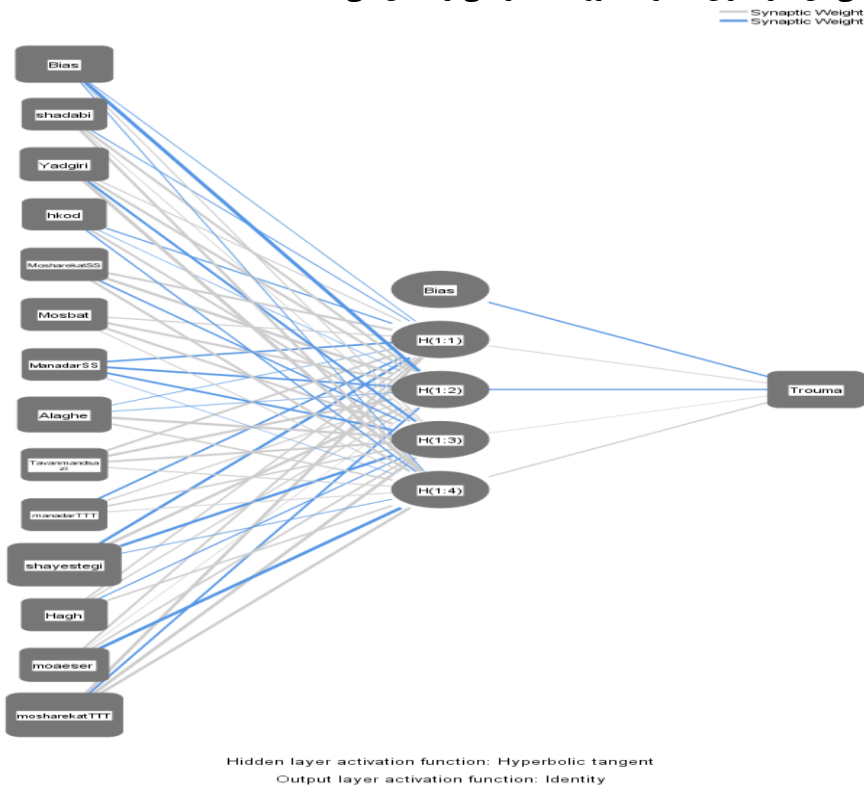 Synaptic Weight
Synaptic Weight
Bias
shadabi
Yadgiri
hkod
MosharekatSS
Mosbat
ManadarSS
Alaghe
Tavanmandsa
zi
manadarTTT
shayestegi
Hagh
moaeser
mosharekatTTT
Bias
H(1:1)
H(1:2)
H(1:3)
H(1:4)
Trouma
Hidden layer activation function: Hyperbolic tangent
Output layer activation function: Identity